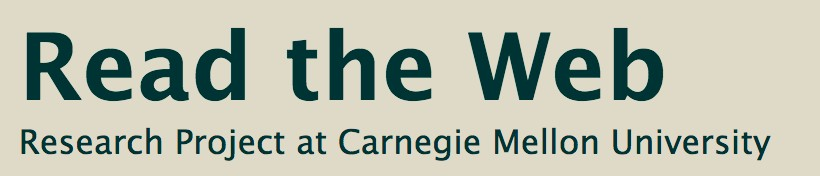 Read the Web
Research Project at Carnegie Mellon University